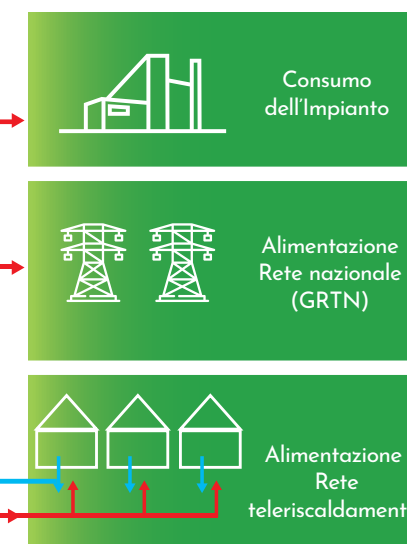 Consumo
dell'Impianto
Alimentazione
Rete nazionale
(GRTN)
Alimentazione
Rete
teleriscaldament